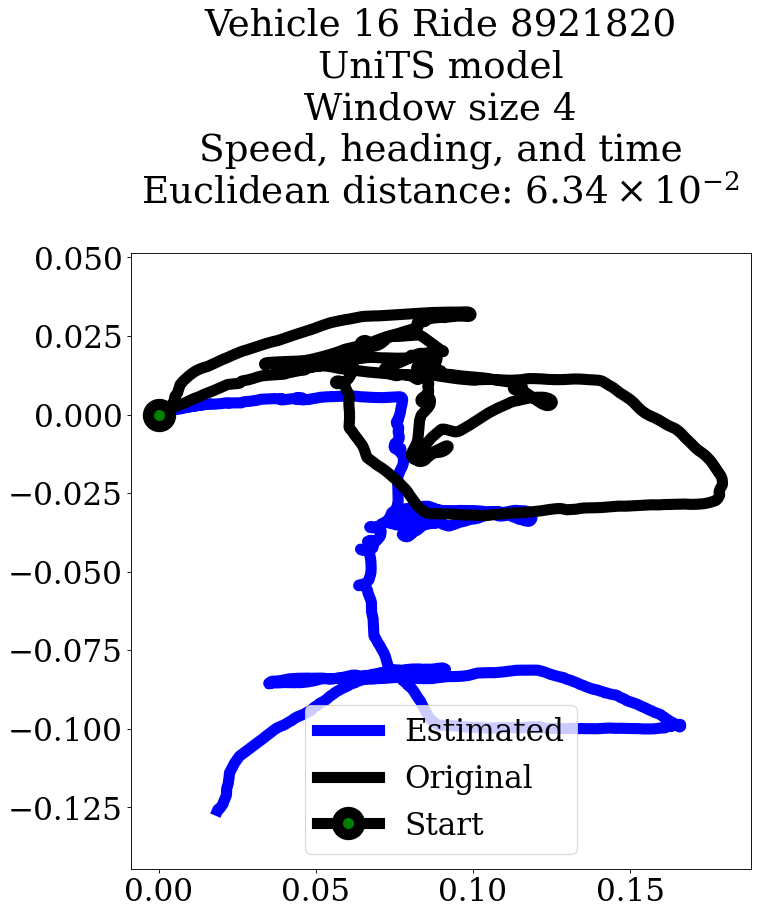 Vehicle 16 Ride 8921820
UniTS model
Window size 4
Speed, heading, and time
Euclidean distance: 6.34 × 10⁻²
0.050
0.025
0.000
−0.025
−0.050
−0.075
−0.100
−0.125
Estimated
Original
Start
0.00 0.05 0.10 0.15